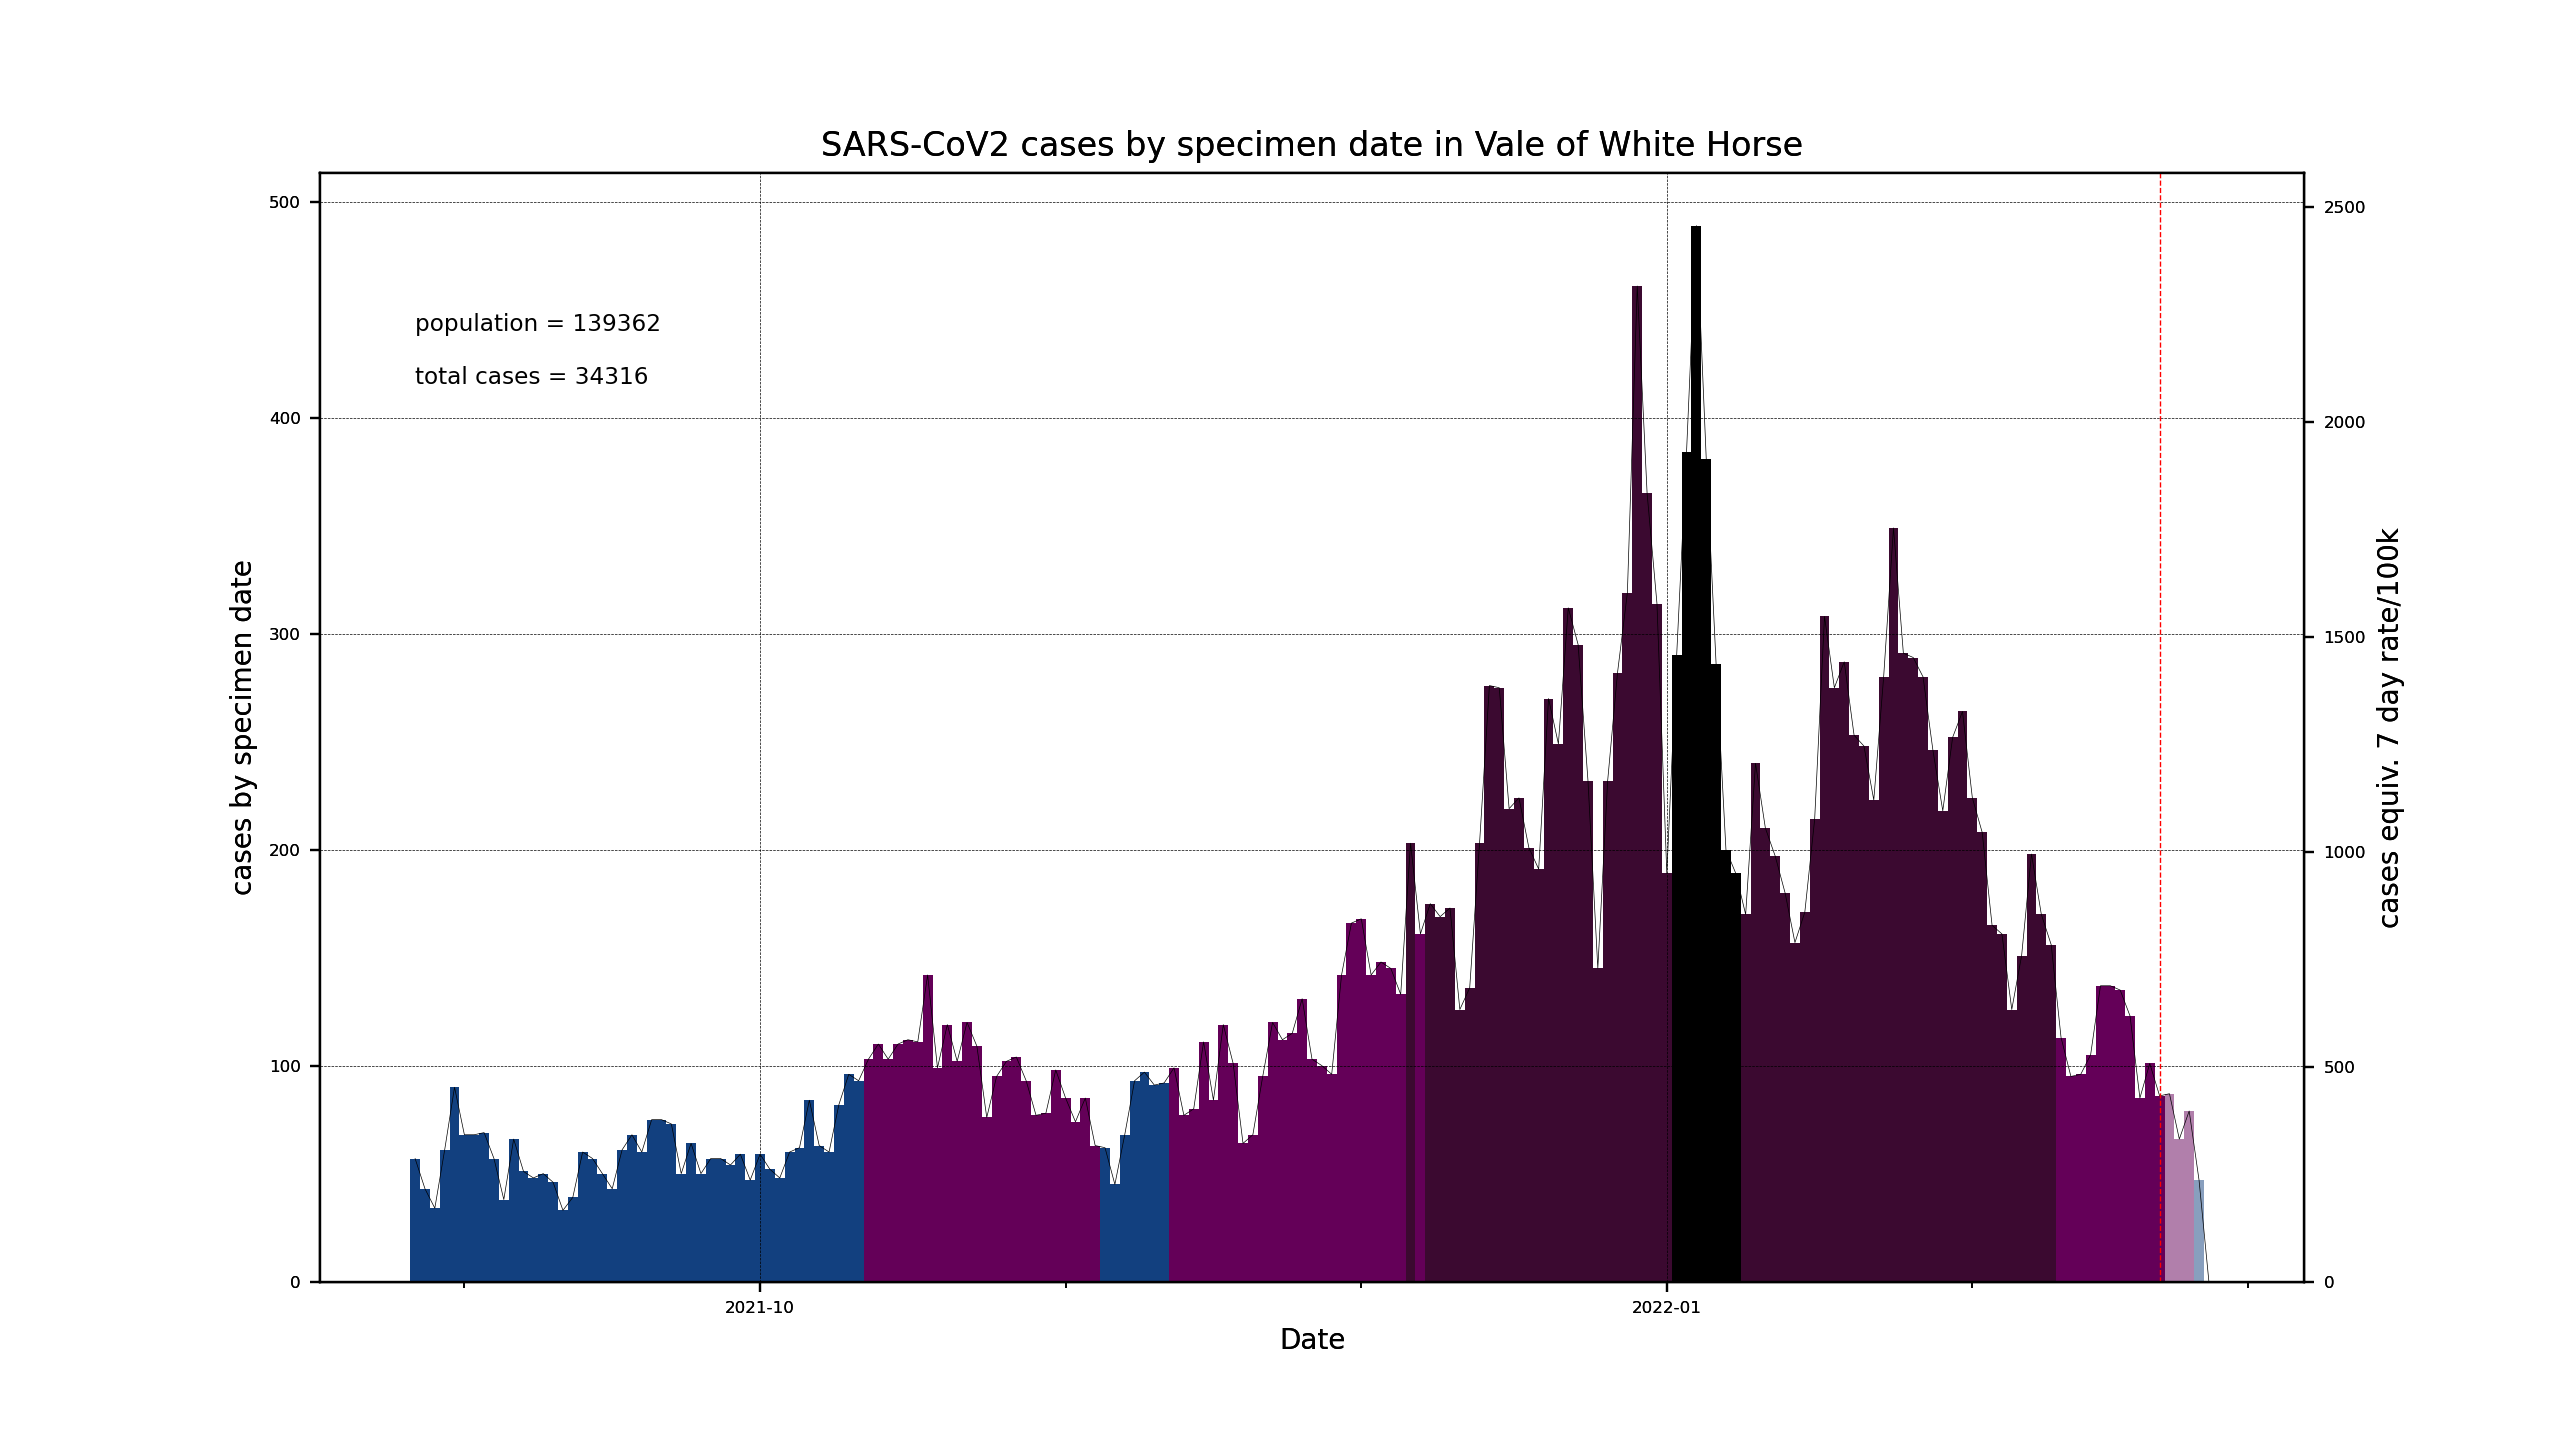 SARS-CoV2 cases by specimen date in Vale of White Horse
population = 139362
total cases = 34316
cases by specimen date
500
400
300
200
100
0
2500
2000
1500
1000
500
0
cases equiv. 7 day rate/100k
2021-10
2022-01
Date